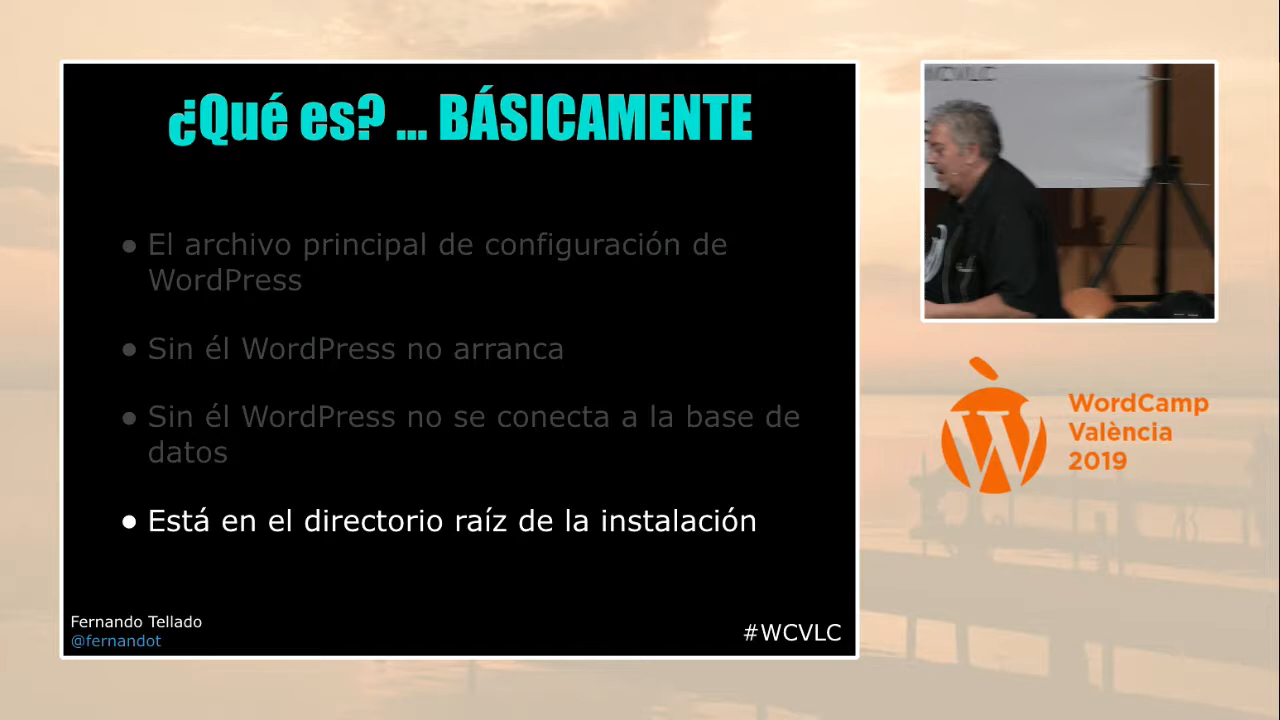 ¿Qué es? ... BÁSICAMENTE
● El archivo principal de configuración de
WordPress
● Sin él WordPress no arranca
● Sin él WordPress no se conecta a la base de
datos
● Está en el directorio raíz de la instalación
Fernando Tellado
@fernandot
#WCVLC
WCVLC
WordCamp
València
2019